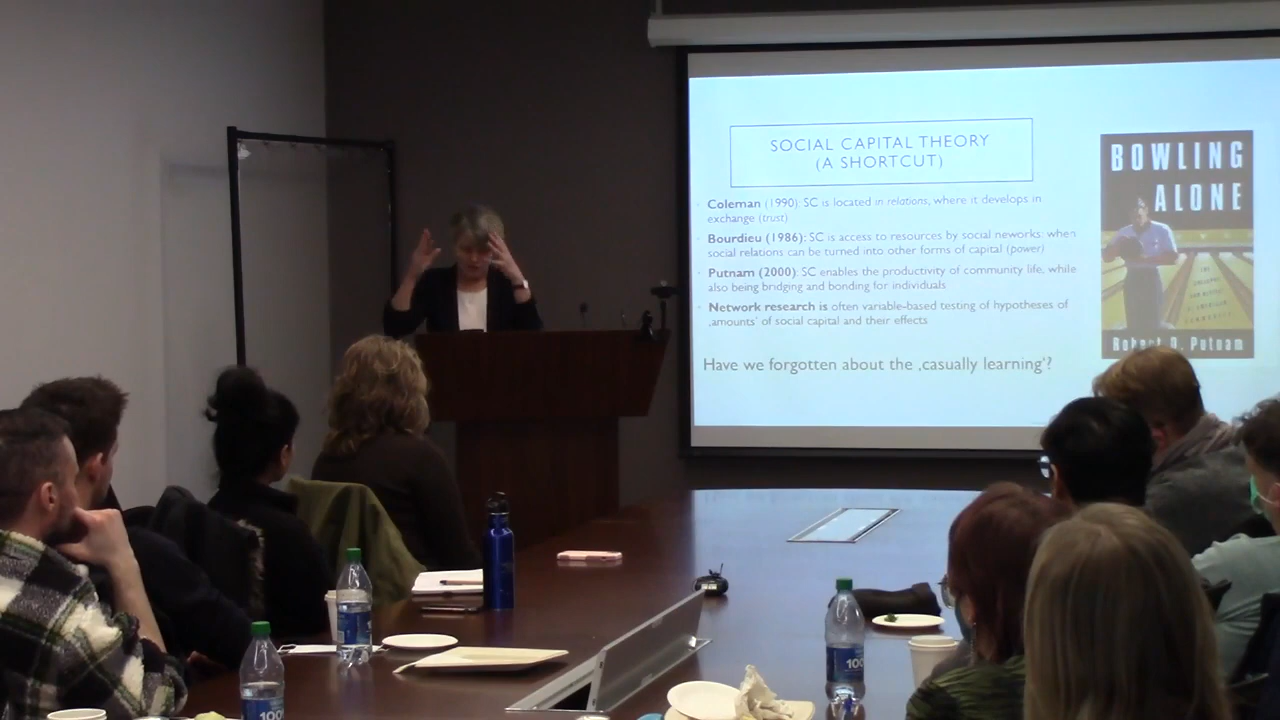 SOCIAL CAPITAL THEORY
(A SHORTCUT)
Coleman (1990): SC is located in relations, where it develops in
exchange (trust)
Bourdieu (1986): SC is access to resources by social neworks: when
social relations can be turned into other forms of capital (power)
Putnam (2000): SC enables the productivity of community life, while
also being bridging and bonding for individuals
Network research is often variable-based testing of hypotheses of
‚amounts' of social capital and their effects
Have we forgotten about the ‚casually learning'?
BOWLING
ALONE
Robert D. Putnam
100
100
100